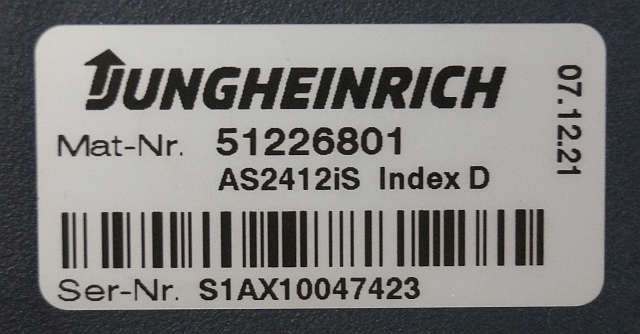 JUNGHEINRICH
Mat-Nr. 51226801
AS2412iS Index D
Ser-Nr. S1AX10047423
07.12.21